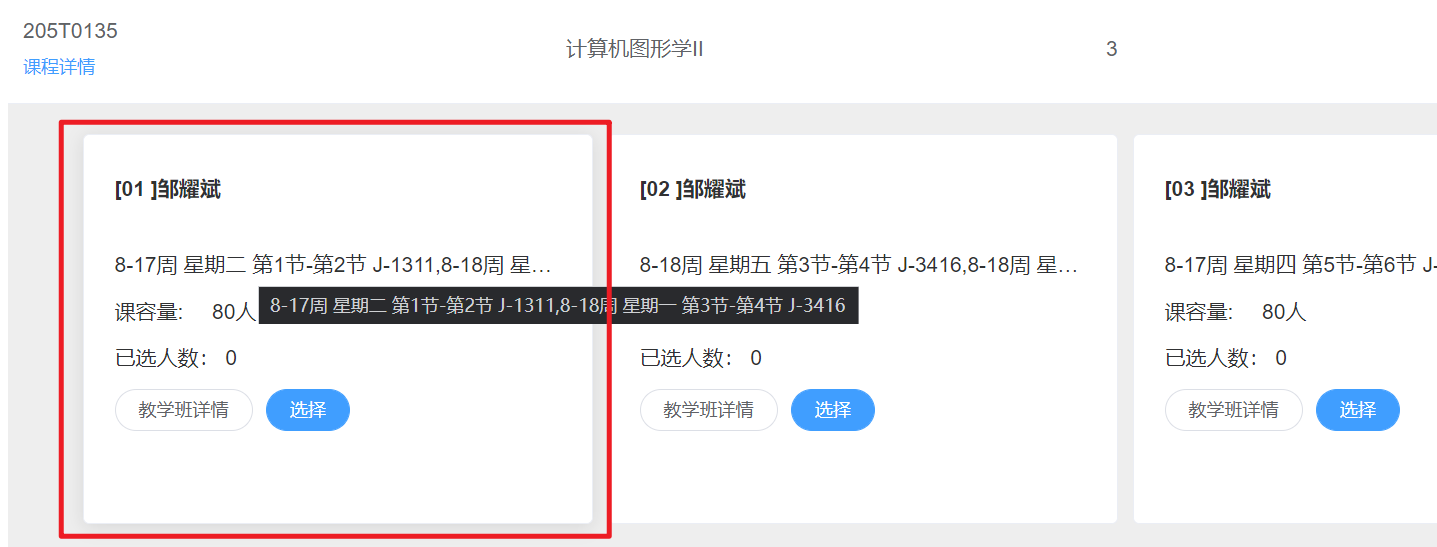 205T0135
课程详情
计算机图形学II
3
[01 ]邹耀斌
8-17周 星期二 第1节-第2节 J-1311,8-18周 星…
课容量: 80人
8-17周 星期二 第1节-第2节 J-1311,8-18周 星期一 第3节-第4节 J-3416
已选人数： 0
教学班详情
选择
[02 ]邹耀斌
8-18周 星期五 第3节-第4节 J-3416,8-18周 星…
已选人数： 0
教学班详情
选择
[03 ]邹耀斌
8-17周 星期四 第5节-第6节 J-
课容量: 80人
已选人数： 0
教学班详情
选择